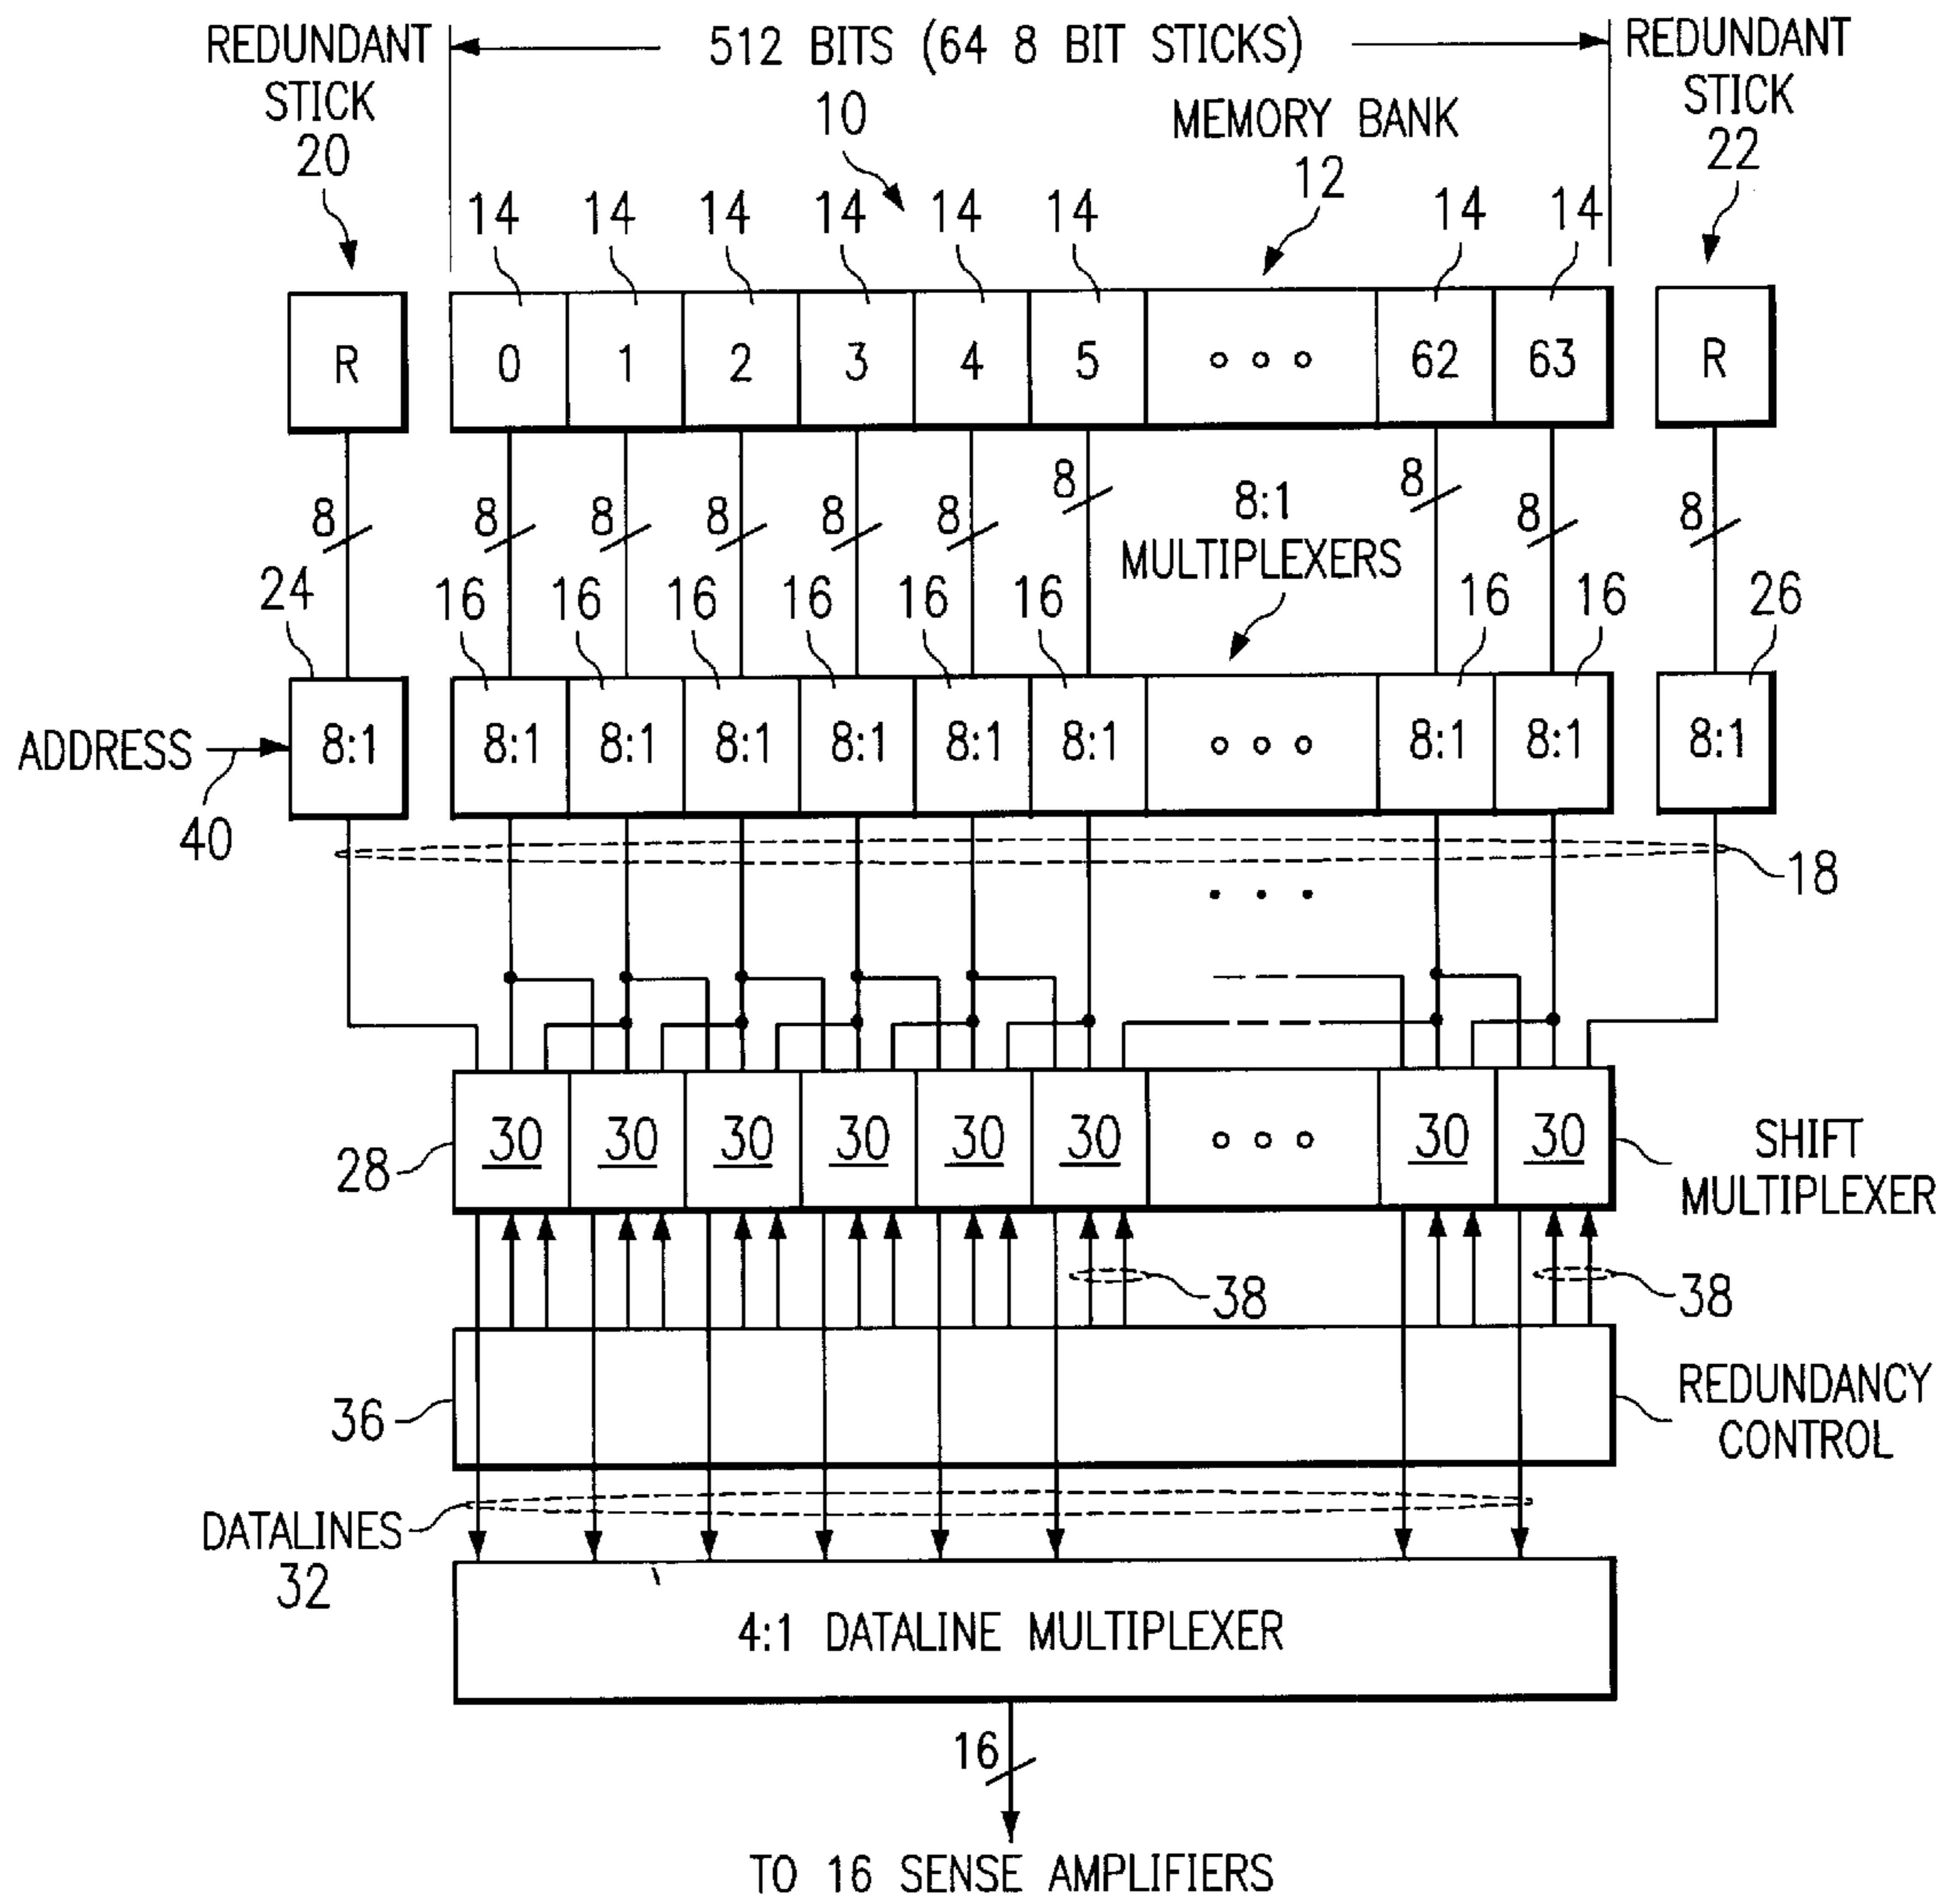 REDUNDANT STICK 20
512 BITS (64 8 BIT STICKS)
REDUNDANT STICK 22
10
MEMORY BANK 12
14 14 14 14 14 14 14 14
R 0 1 2 3 4 5 62 63 R
8 8 8 8 8 8 8 8 8 8
8:1 MULTIPLEXERS
24 16 16 16 16 16 16 16 16 26
ADDRESS 8:1 8:1 8:1 8:1 8:1 8:1 8:1 8:1 8:1 8:1
40
18
28 30 30 30 30 30 30 30 30
SHIFT MULTIPLEXER
38 38
36
REDUNDANCY CONTROL
DATALINES 32
4:1 DATALINE MULTIPLEXER
16
TO 16 SENSE AMPLIFIERS